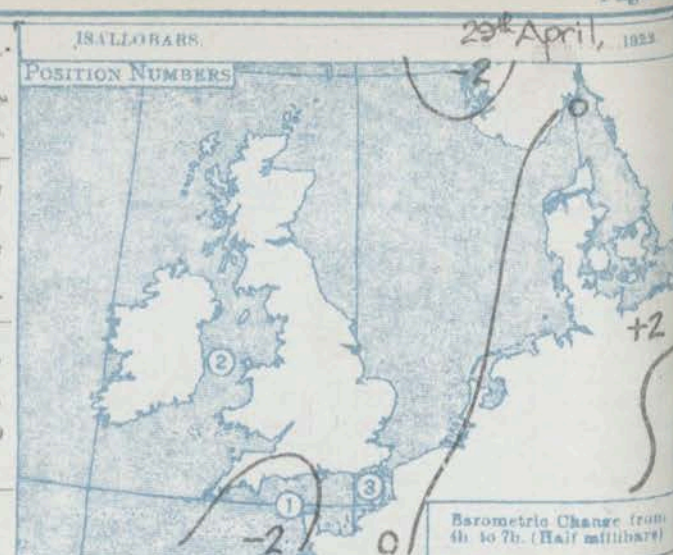 ISALLOBARS.
29th April, 1923
POSITION NUMBERS
-2
0
+2
2
1
3
-2
0
Barometric Change from
4h. to 7h. (Half millibars)